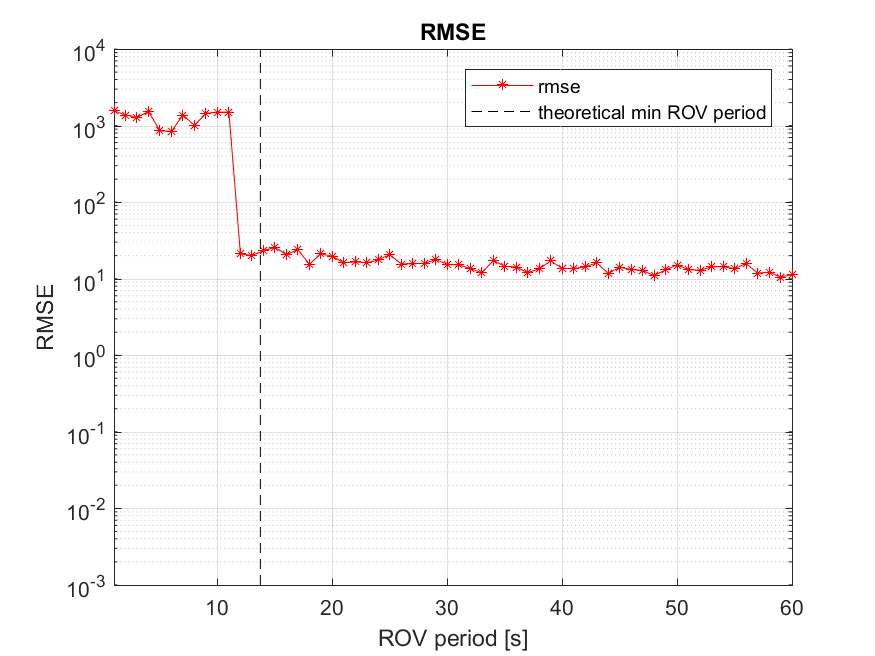 RMSE
10^4
10^3
10^2
10^1
10^0
10^-1
10^-2
10^-3
RMSE
rmse
theoretical min ROV period
10 20 30 40 50 60
ROV period [s]